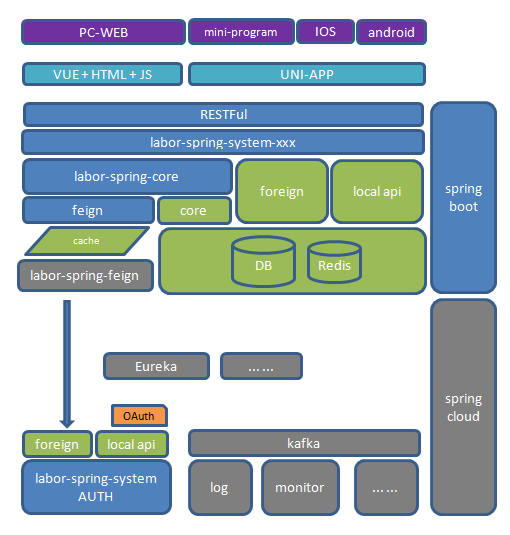 PC-WEB
mini-program
IOS
android
VUE+ HTML + JS
UNI-APP
RESTFul
labor-spring-system-xxx
labor-spring-core
foreign
local api
spring
boot
feign
core
cache
DB
Redis
labor-spring-feign
Eureka
... ...
spring
cloud
OAuth
foreign
local api
kafka
labor-spring-system
AUTH
log
monitor
... ...